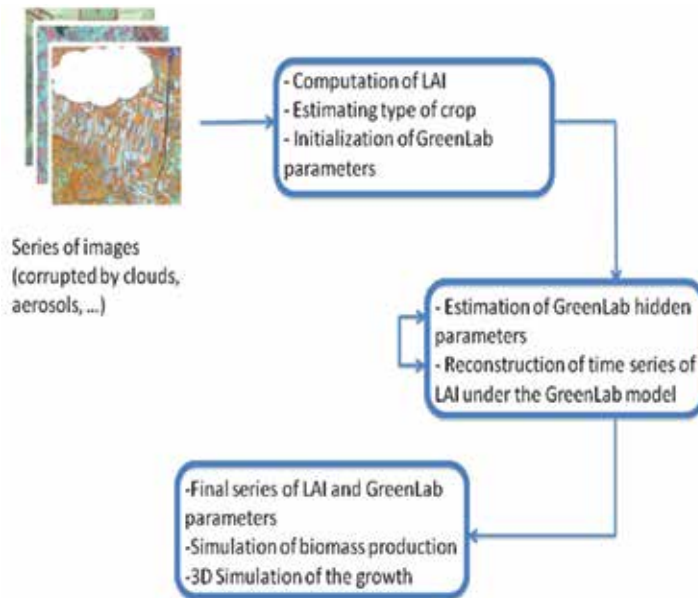 Series of images
(corrupted by clouds,
aerosols, ...)
- Computation of LAI
- Estimating type of crop
- Initialization of GreenLab
parameters
- Estimation of GreenLab hidden
parameters
- Reconstruction of time series of
LAI under the GreenLab model
-Final series of LAI and GreenLab
parameters
-Simulation of biomass production
-3D Simulation of the growth